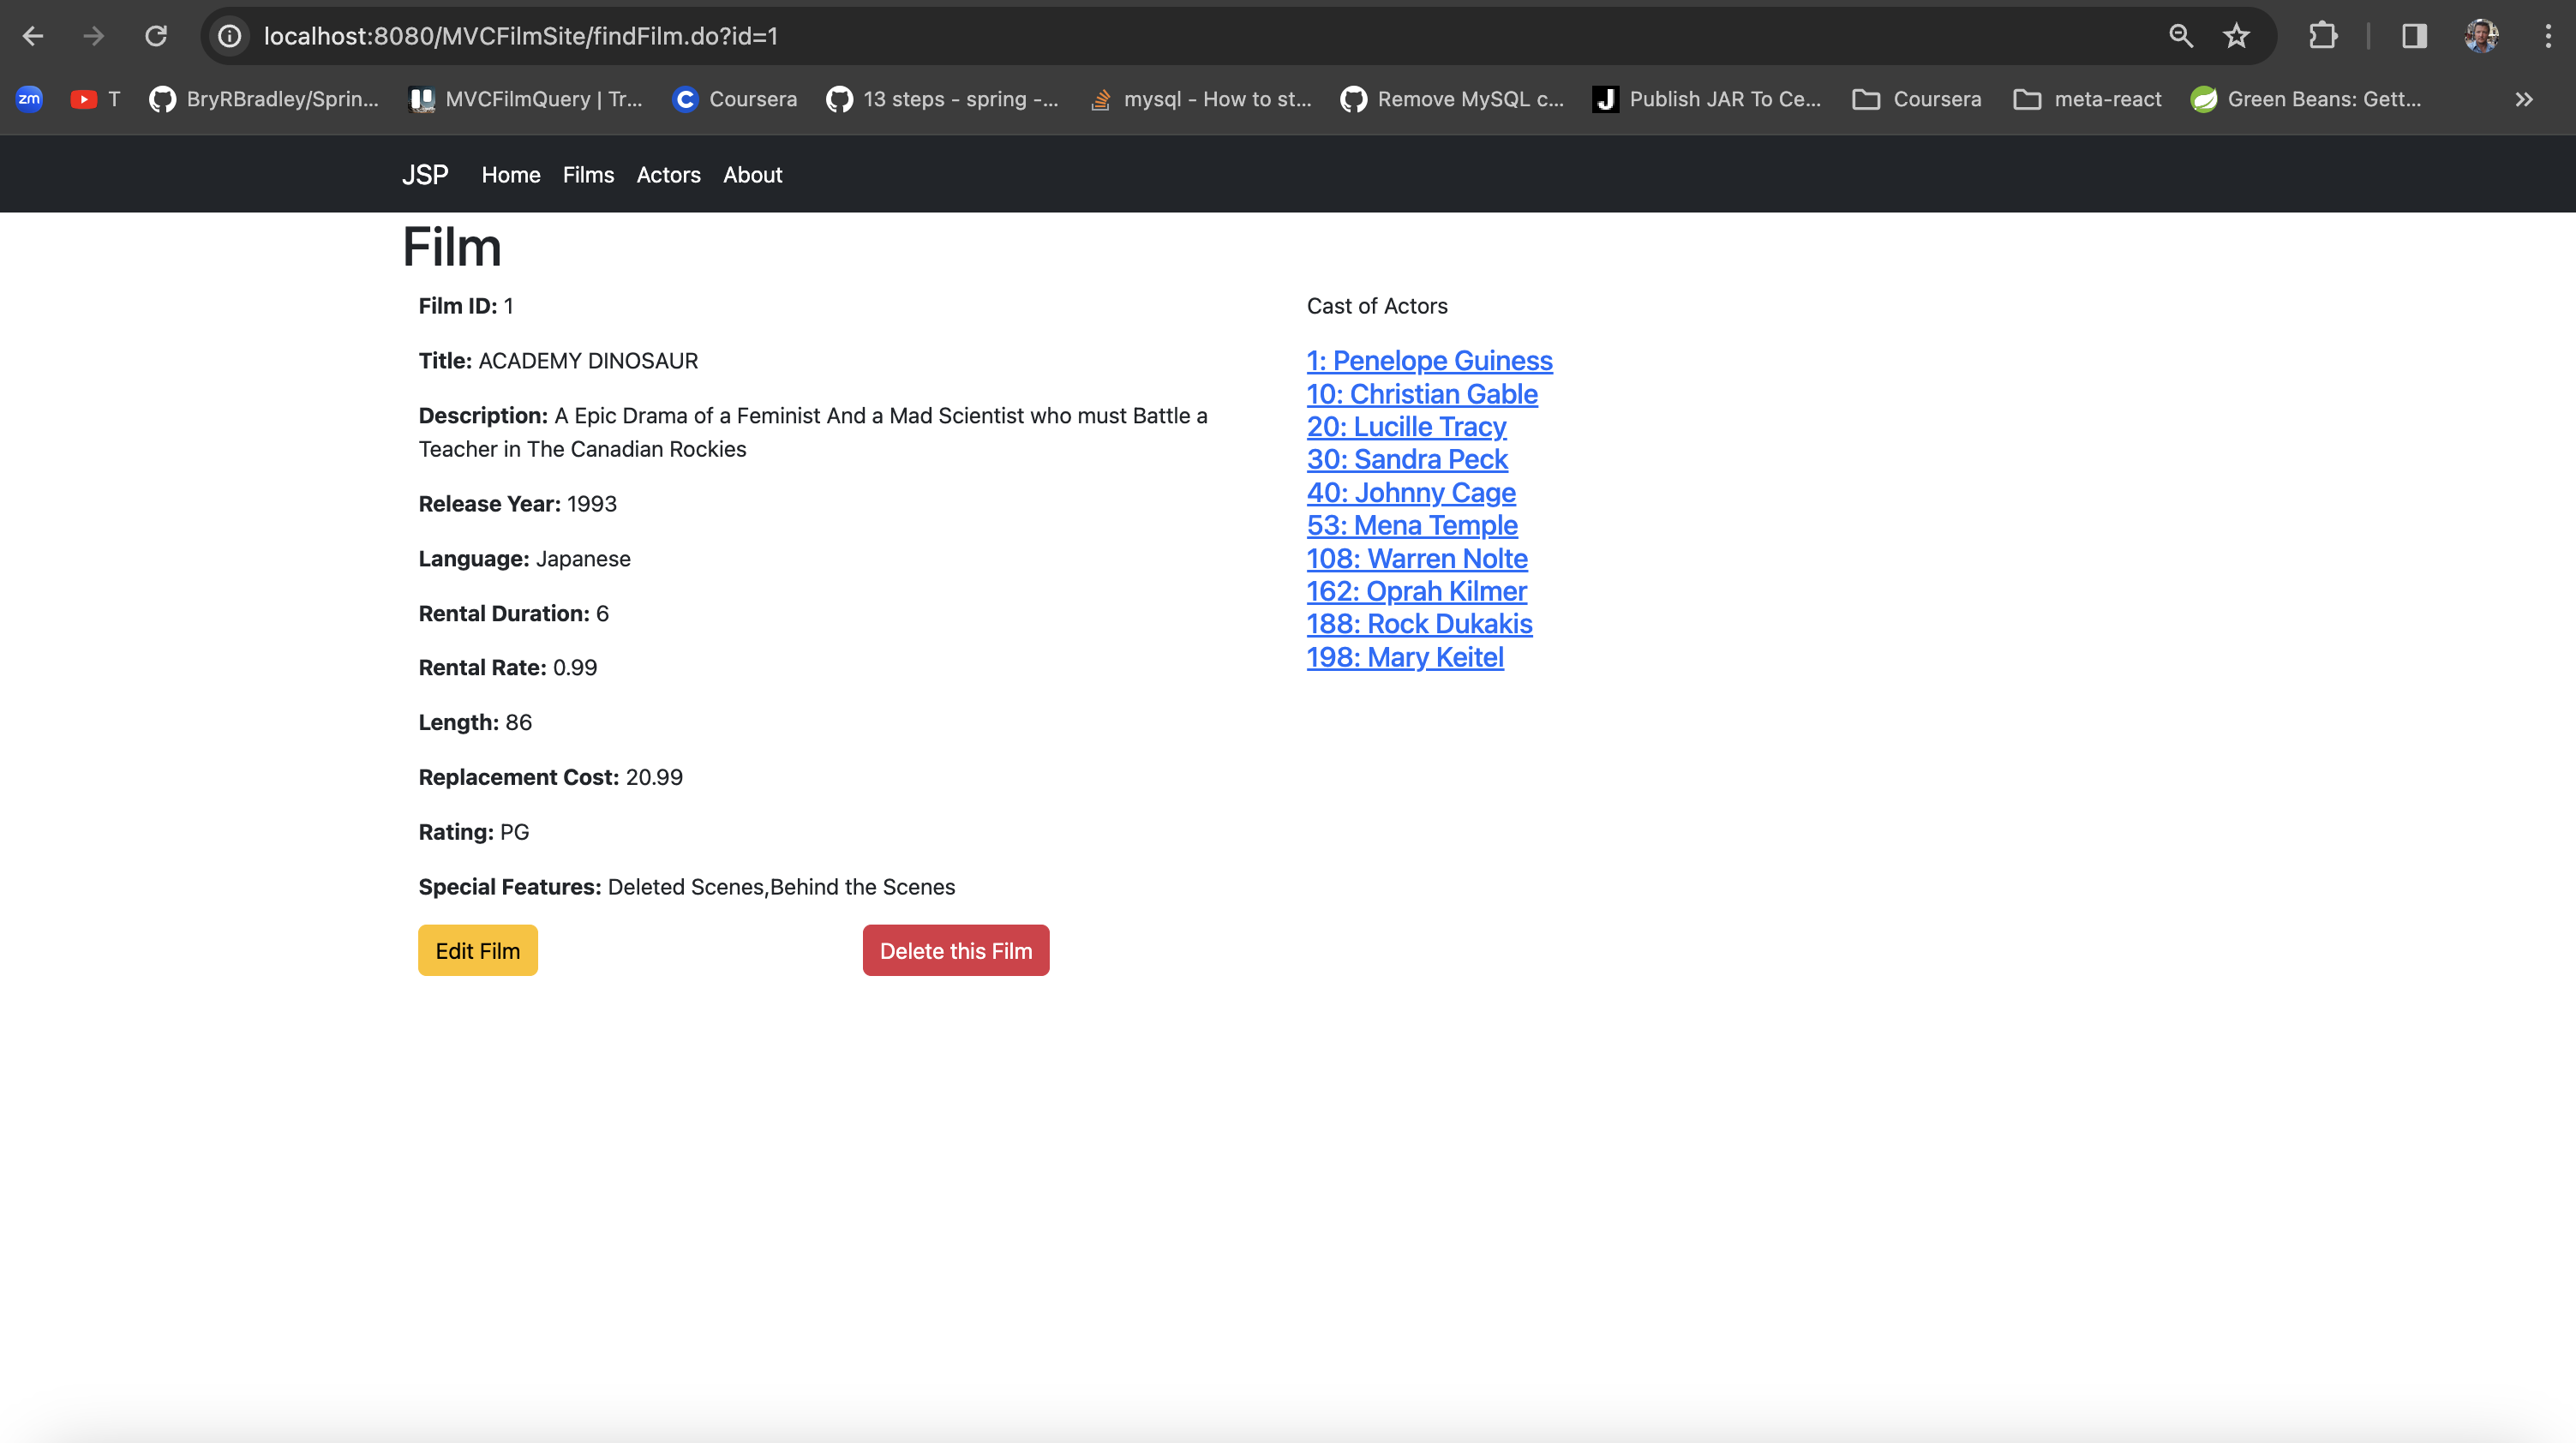 localhost:8080/MVCFilmSite/findFilm.do?id=1
zm T BryRBradley/Sprin... MVCFilmQuery | Tr... Coursera 13 steps - spring -... mysql - How to st... Remove MySQL c... Publish JAR To Ce... Coursera meta-react Green Beans: Gett...
JSP Home Films Actors About
Film
Film ID: 1
Title: ACADEMY DINOSAUR
Description: A Epic Drama of a Feminist And a Mad Scientist who must Battle a
Teacher in The Canadian Rockies
Release Year: 1993
Language: Japanese
Rental Duration: 6
Rental Rate: 0.99
Length: 86
Replacement Cost: 20.99
Rating: PG
Special Features: Deleted Scenes,Behind the Scenes
Edit Film Delete this Film
Cast of Actors
1: Penelope Guiness
10: Christian Gable
20: Lucille Tracy
30: Sandra Peck
40: Johnny Cage
53: Mena Temple
108: Warren Nolte
162: Oprah Kilmer
188: Rock Dukakis
198: Mary Keitel